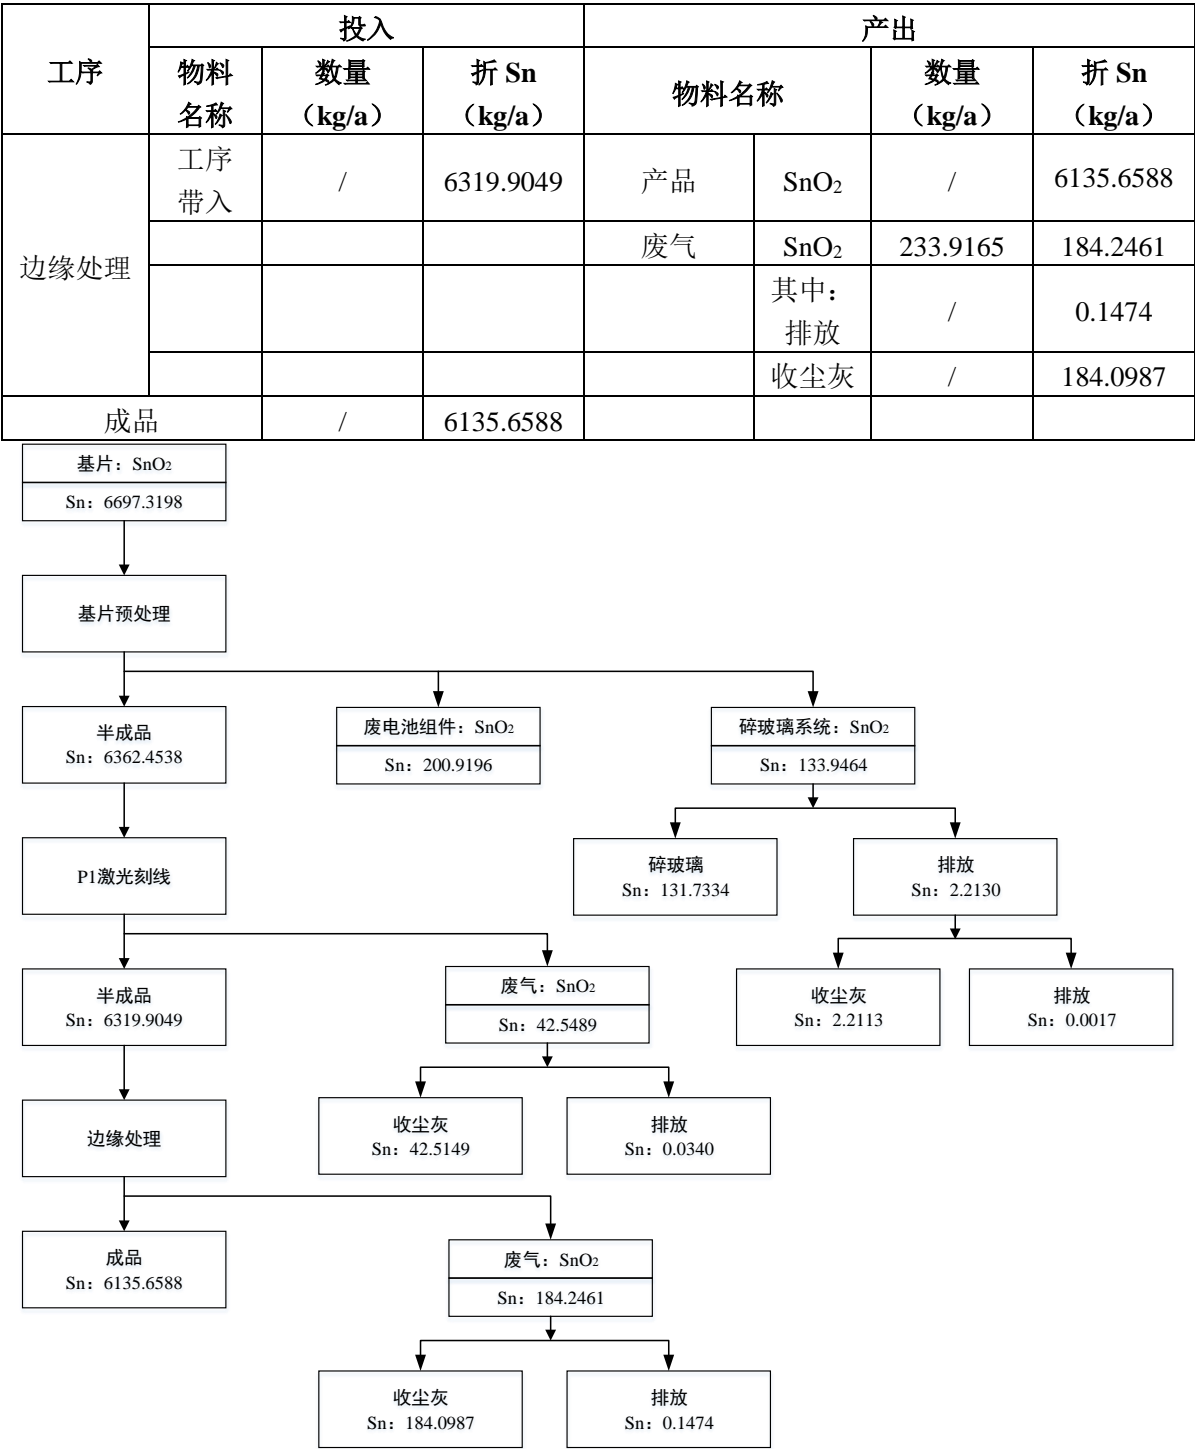 工序
投入
产出
物料
名称
数量
（kg/a）
折 Sn
（kg/a）
物料名称
数量
（kg/a）
折 Sn
（kg/a）
边缘处理
工序
带入
/
6319.9049
产品
SnO2
/
6135.6588
废气
SnO2
233.9165
184.2461
其中：
排放
/
0.1474
收尘灰
/
184.0987
成品
/
6135.6588
基片：SnO2
Sn：6697.3198
基片预处理
半成品
Sn：6362.4538
废电池组件：SnO2
Sn：200.9196
碎玻璃系统：SnO2
Sn：133.9464
P1激光刻线
碎玻璃
Sn：131.7334
排放
Sn：2.2130
半成品
Sn：6319.9049
废气：SnO2
Sn：42.5489
收尘灰
Sn：2.2113
排放
Sn：0.0017
边缘处理
收尘灰
Sn：42.5149
排放
Sn：0.0340
成品
Sn：6135.6588
废气：SnO2
Sn：184.2461
收尘灰
Sn：184.0987
排放
Sn：0.1474